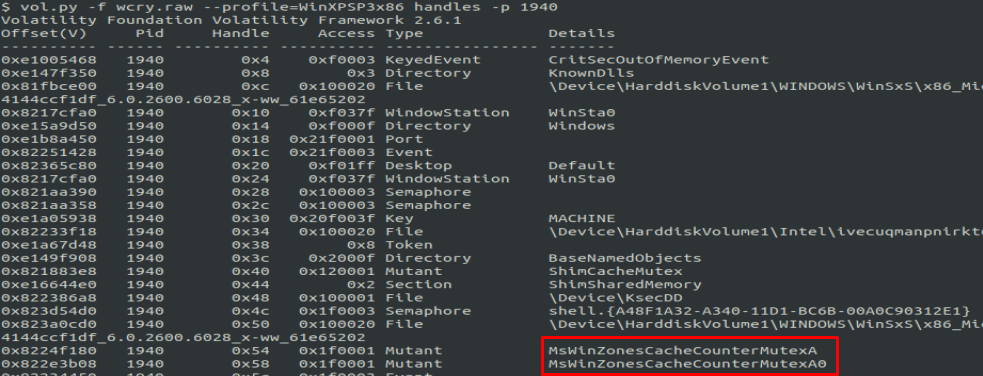 $ vol.py -f wcry.raw --profile=WinXPSP3x86 handles -p 1940
Volatility Foundation Volatility Framework 2.6.1
Offset(V) Pid Handle Access Type Details
---------- ------ ---------- ---------- ---------------- -------
0xe1005468 1940 0x4 0xf0003 KeyedEvent CritSecOutOfMemoryEvent
0xe147f350 1940 0x8 0x3 Directory KnownDlls
0x81fbce00 1940 0xc 0x100020 File \Device\HarddiskVolume1\WINDOWS\WinSxS\x86_Mi
4144ccf1df_6.0.2600.6028_x-ww_61e65202
0x8217cfa0 1940 0x10 0xf037f WindowStation WinSta0
0xe15a9d50 1940 0x14 0xf000f Directory Windows
0xe1b8a450 1940 0x18 0x21f0001 Port
0x82251428 1940 0x1c 0x21f0003 Event
0x82365c80 1940 0x20 0xf01ff Desktop Default
0x8217cfa0 1940 0x24 0xf037f WindowStation WinSta0
0x821aa390 1940 0x28 0x100003 Semaphore
0x821aa358 1940 0x2c 0x100003 Semaphore
0xe1a05938 1940 0x30 0x20f003f Key MACHINE
0x82233f18 1940 0x34 0x100020 File \Device\HarddiskVolume1\Intel\ivecuqmanpnirkt
0xe1a67d48 1940 0x38 0x8 Token
0xe149f908 1940 0x3c 0x2000f Directory BaseNamedObjects
0x821883e8 1940 0x40 0x120001 Mutant ShimCacheMutex
0xe16644e0 1940 0x44 0x2 Section ShimSharedMemory
0x822386a8 1940 0x48 0x100001 File \Device\KsecDD
0x823d54d0 1940 0x4c 0x1f0003 Semaphore shell.{A48F1A32-A340-11D1-BC6B-00A0C90312E1}
0x823a0cd0 1940 0x50 0x100020 File \Device\HarddiskVolume1\WINDOWS\WinSxS\x86_Mi
4144ccf1df_6.0.2600.6028_x-ww_61e65202
0x8224f180 1940 0x54 0x1f0001 Mutant MsWinZonesCacheCounterMutexA
0x822e3b08 1940 0x58 0x1f0001 Mutant MsWinZonesCacheCounterMutexA0